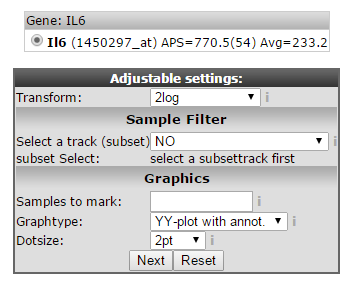 Gene: IL6
Il6 (1450297_at) APS=770.5(54) Avg=233.2
Adjustable settings:
Transform: 2log i
Sample Filter
Select a track (subset) NO i
subset Select: select a subsettrack first
Graphics
Samples to mark: i
Graphtype: YY-plot with annot. i
Dotsize: 2pt i
Next Reset